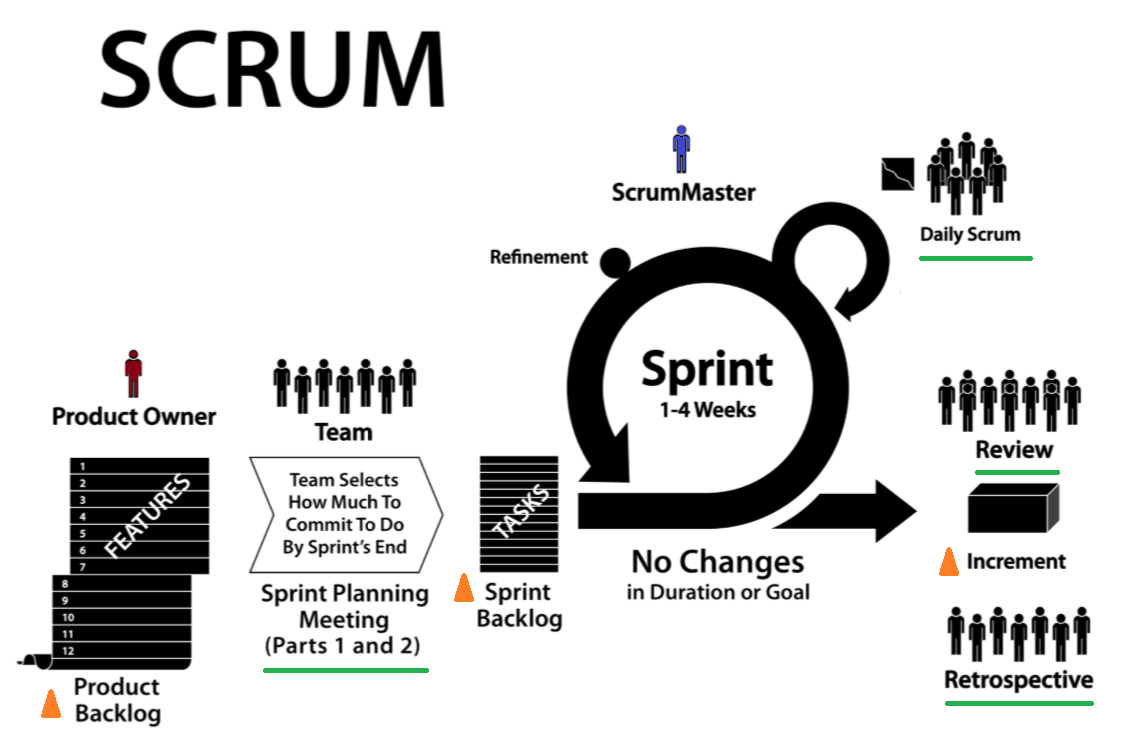 SCRUM
ScrumMaster
Daily Scrum
Refinement
Sprint
1-4 Weeks
Product Owner
Team
Review
1
2
3
4
5
6
7
8
9
10
11
12
FEATURES
Team Selects
How Much To
Commit To Do
By Sprint's End
TASKS
No Changes
in Duration or Goal
Increment
Sprint Planning
Meeting
(Parts 1 and 2)
Sprint
Backlog
Retrospective
Product
Backlog